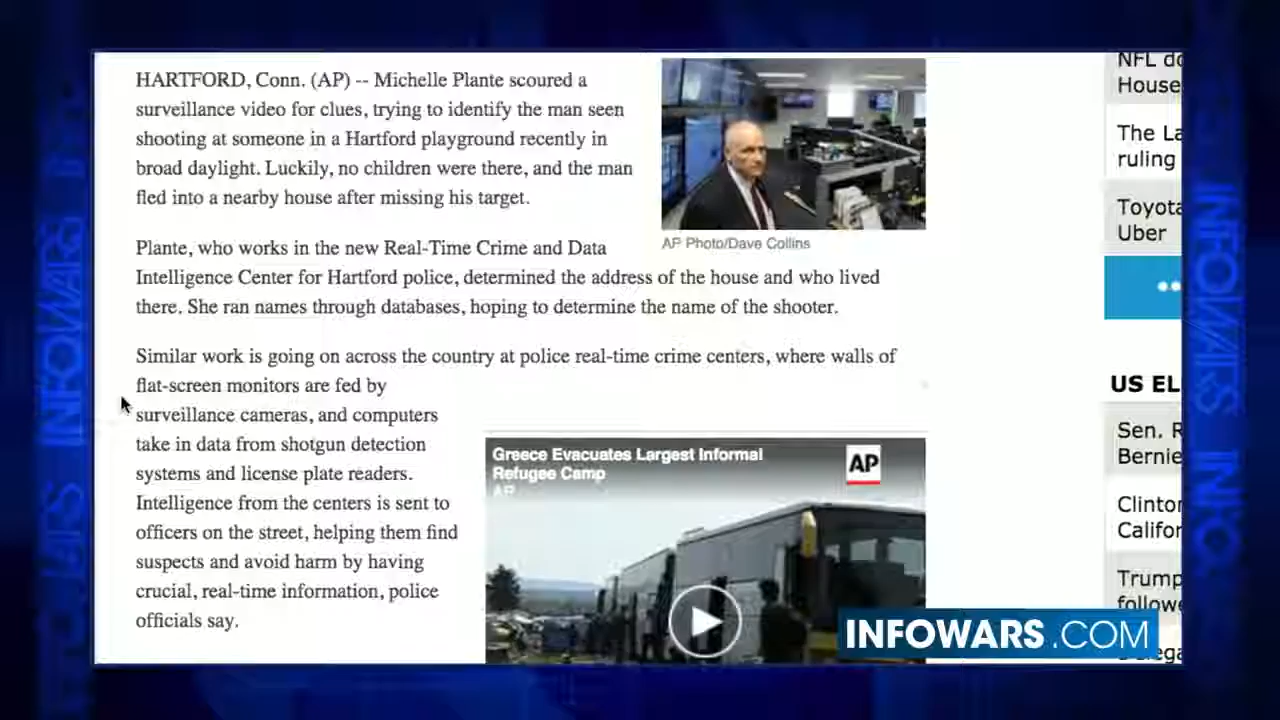 HARTFORD, Conn. (AP) -- Michelle Plante scoured a
surveillance video for clues, trying to identify the man seen
shooting at someone in a Hartford playground recently in
broad daylight. Luckily, no children were there, and the man
fled into a nearby house after missing his target.
AP Photo/Dave Collins
Plante, who works in the new Real-Time Crime and Data
Intelligence Center for Hartford police, determined the address of the house and who lived
there. She ran names through databases, hoping to determine the name of the shooter.
Similar work is going on across the country at police real-time crime centers, where walls of
flat-screen monitors are fed by
surveillance cameras, and computers
take in data from shotgun detection
systems and license plate readers.
Intelligence from the centers is sent to
officers on the street, helping them find
suspects and avoid harm by having
crucial, real-time information, police
officials say.
Greece Evacuates Largest Informal
Refugee Camp
AP
AP
NFL do
House
The La
ruling
Toyota
Uber
US EL
Sen. R
Bernie
Clinton
Califor
Trump
followe
INFOWARS.COM
INFOWARS
INFOWARS